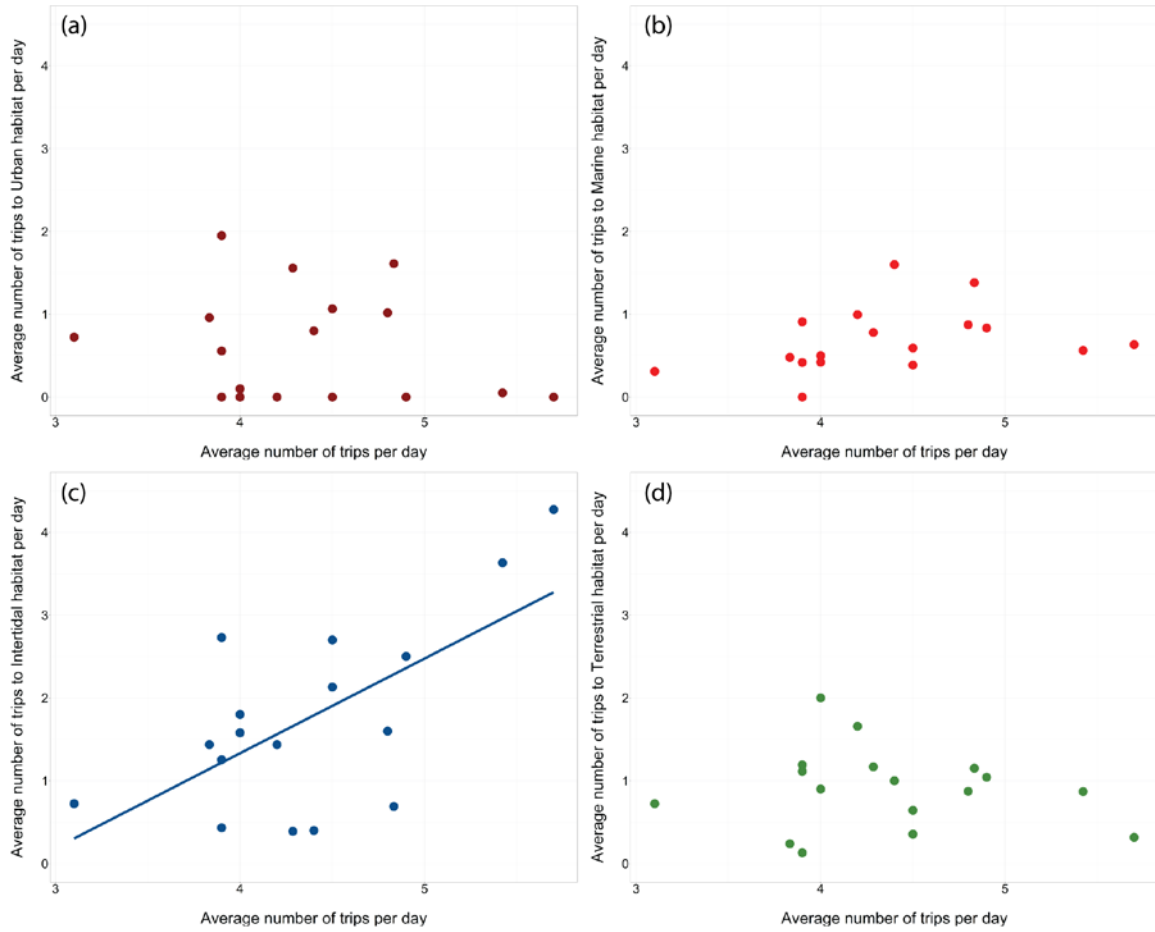 (a)
Average number of trips to Urban habitat per day
4
3
2
1
0
3 4 5
Average number of trips per day
(b)
Average number of trips to Marine habitat per day
4
3
2
1
0
3 4 5
Average number of trips per day
(c)
Average number of trips to Intertidal habitat per day
4
3
2
1
0
3 4 5
Average number of trips per day
(d)
Average number of trips to Terrestrial habitat per day
4
3
2
1
0
3 4 5
Average number of trips per day